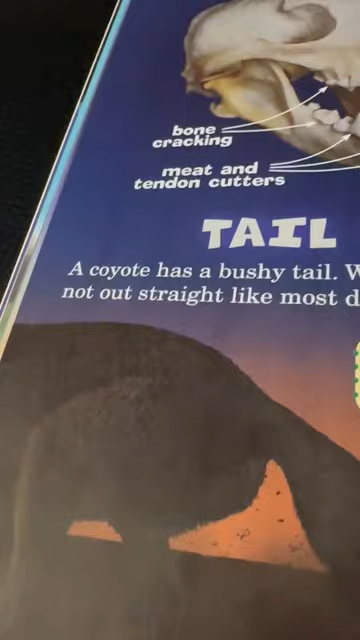 bone
cracking
meat and
tendon cutters
TAIL
A coyote has a bushy tail.
not out straight like most